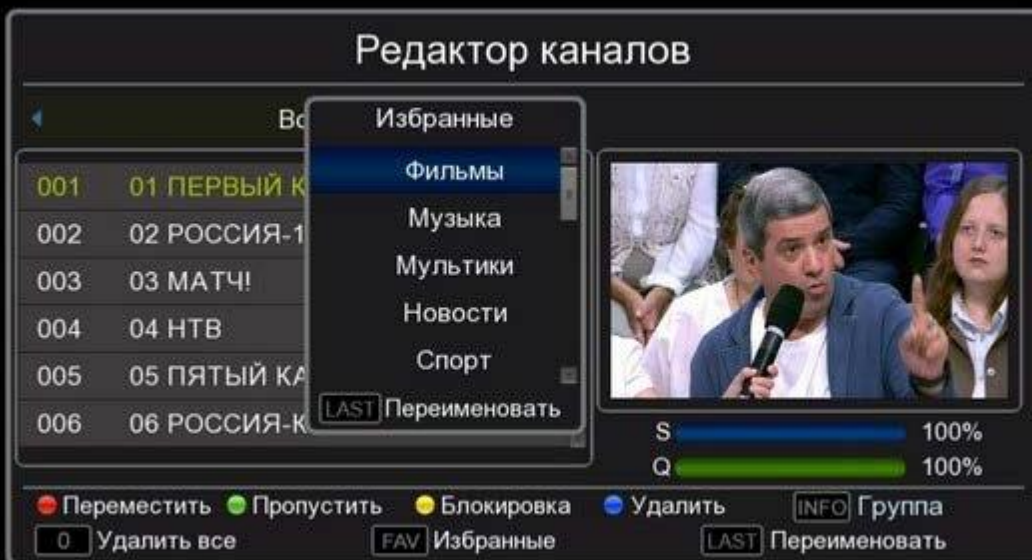 Редактор каналов
Избранные
001 01 ПЕРВЫЙ К
Фильмы
002 02 РОССИЯ-1
Музыка
003 03 МАТЧ!
Мультики
004 04 НТВ
Новости
005 05 ПЯТЫЙ КА
Спорт
006 06 РОССИЯ-К
LAST Переименовать
S 100%
Q 100%
Переместить Пропустить Блокировка Удалить INFO Группа
0 Удалить все FAV Избранные LAST Переименовать